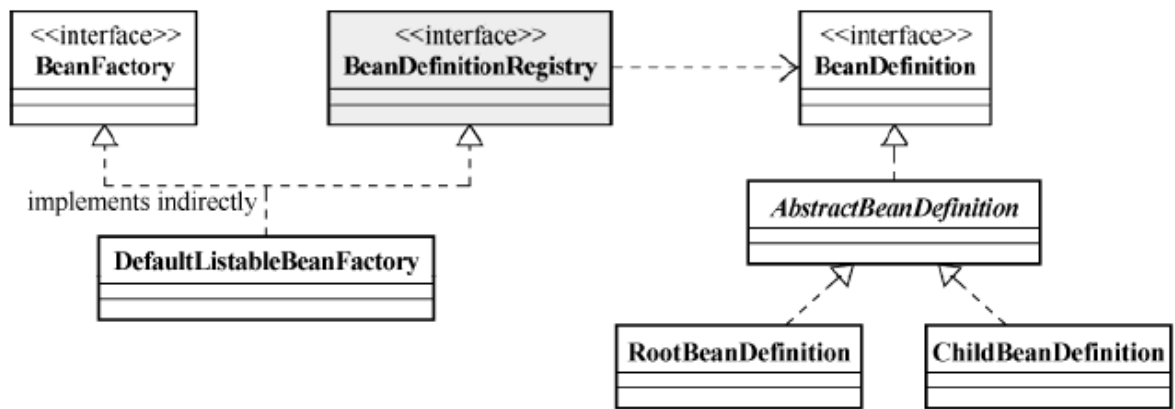 <<interface>>
BeanFactory
<<interface>>
BeanDefinitionRegistry
<<interface>>
BeanDefinition
implements indirectly
DefaultListableBeanFactory
AbstractBeanDefinition
RootBeanDefinition
ChildBeanDefinition